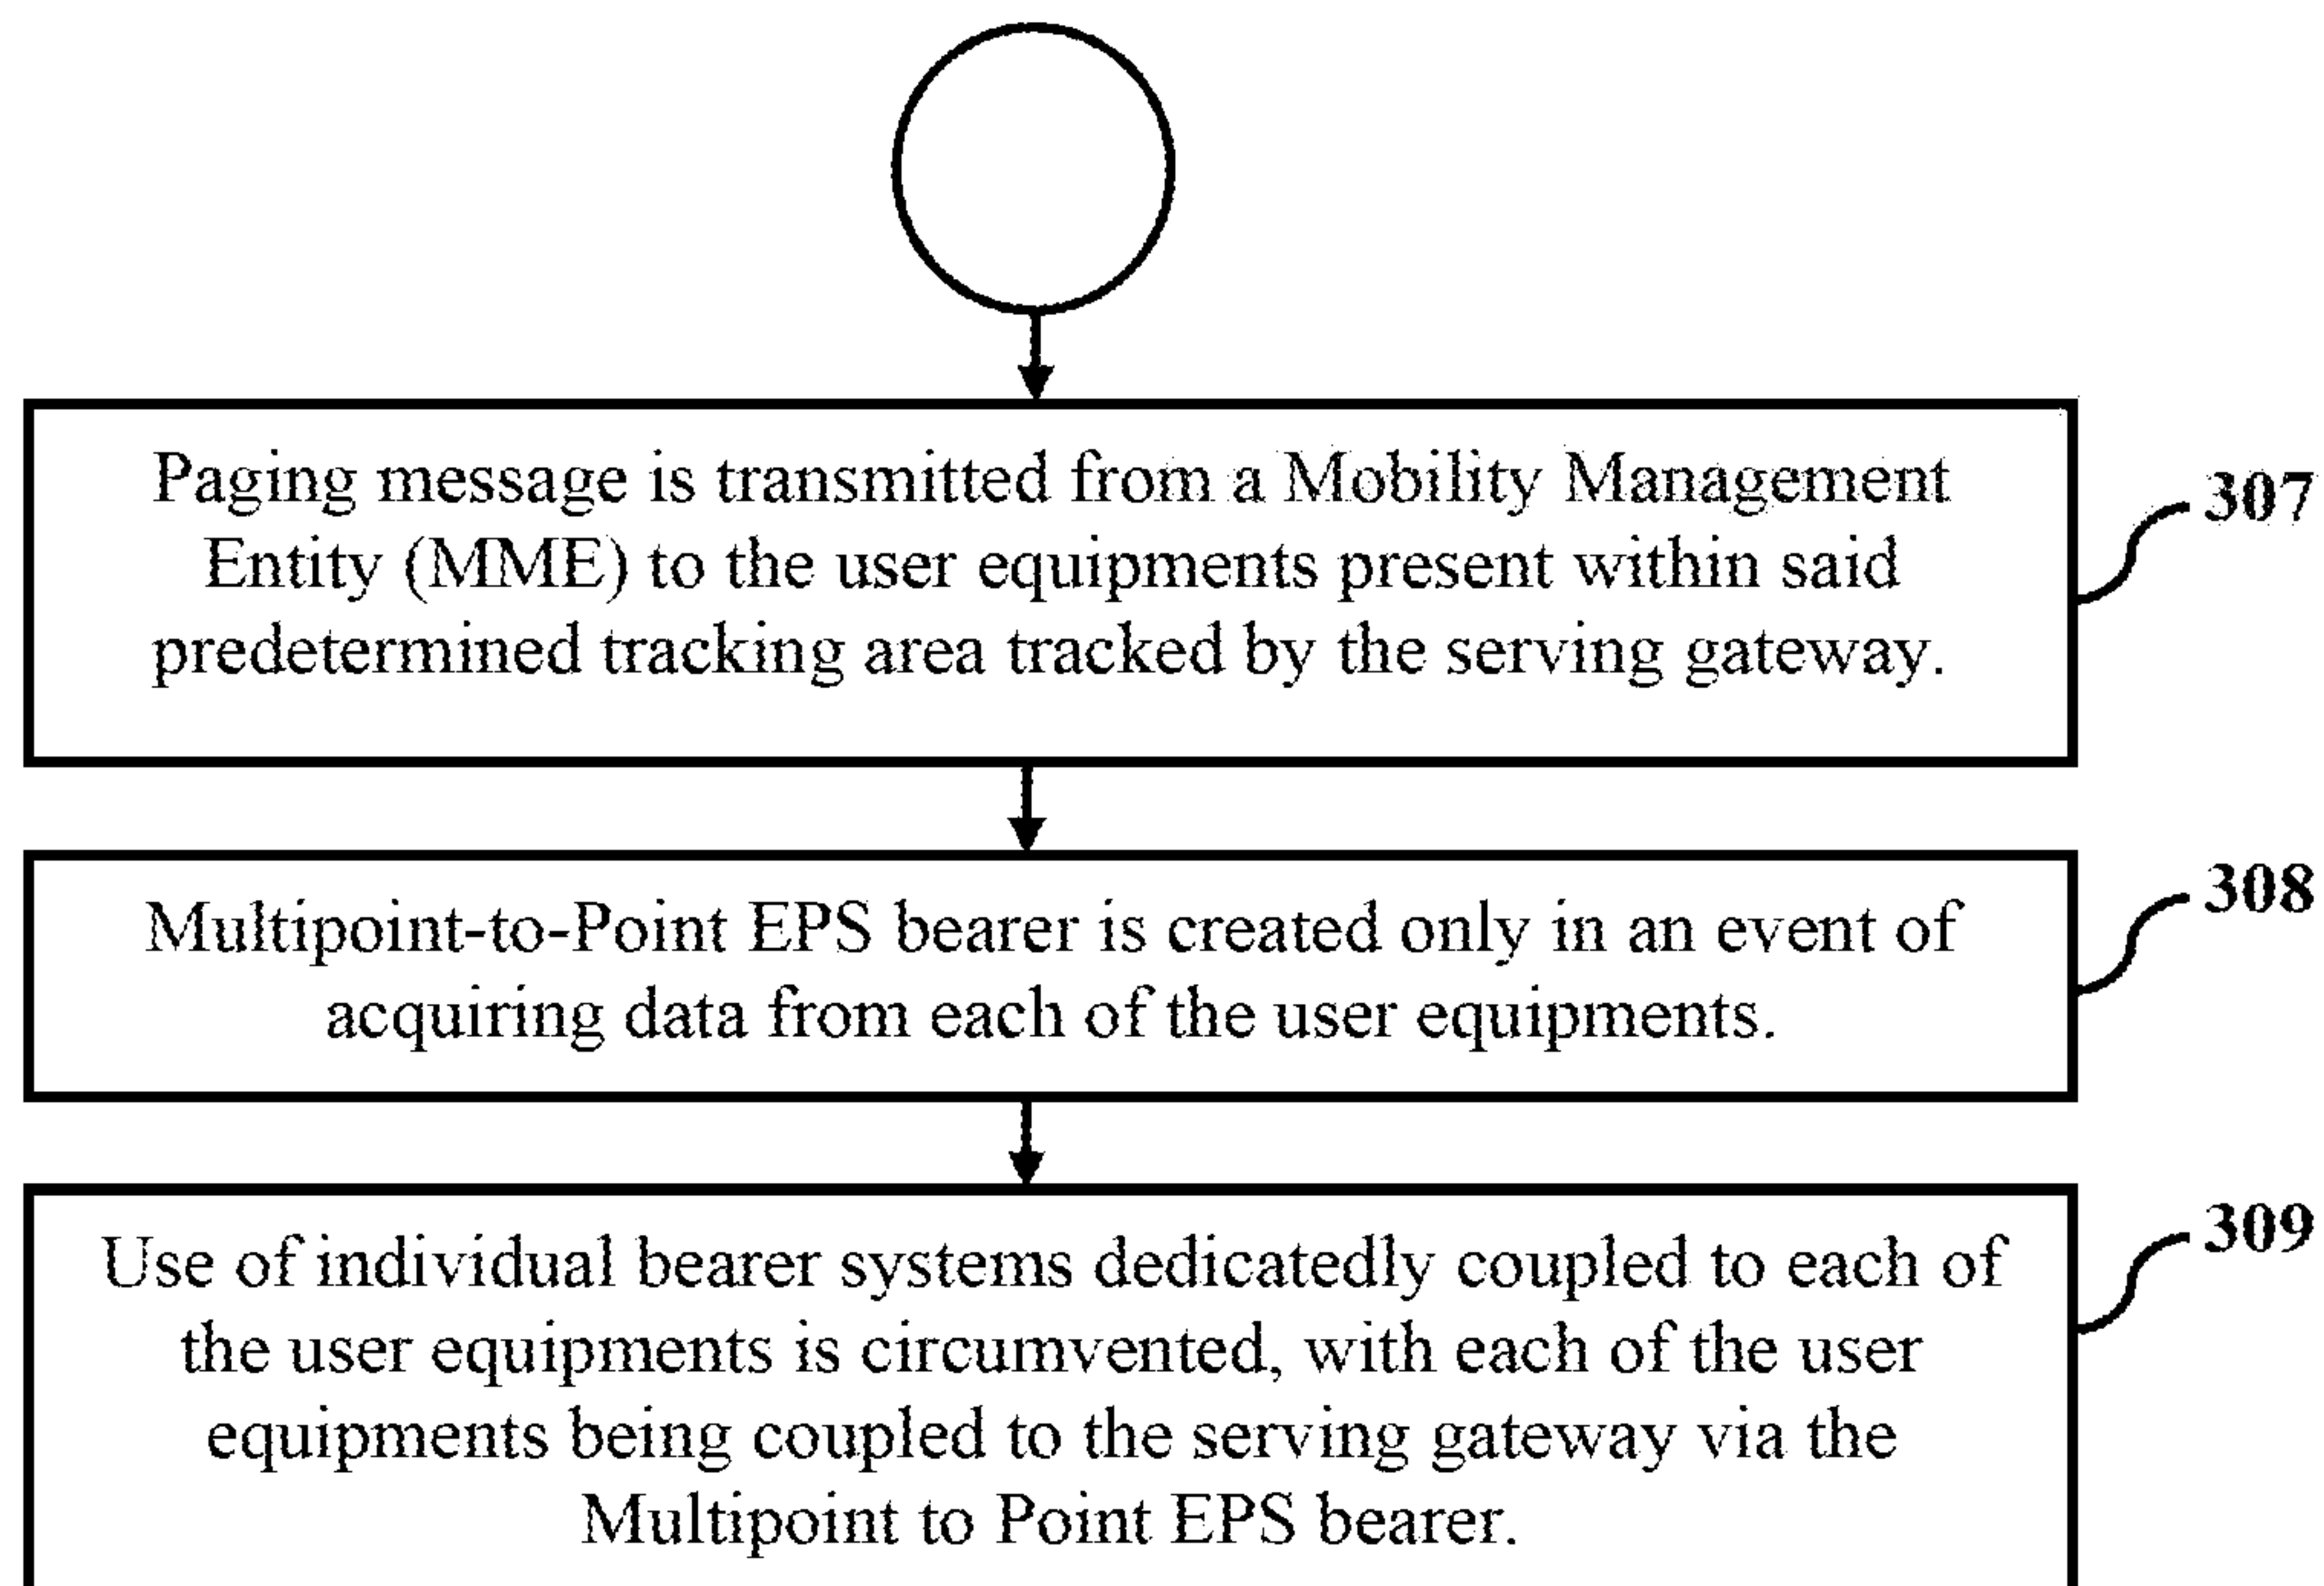 Paging message is transmitted from a Mobility Management
Entity (MME) to the user equipments present within said
predetermined tracking area tracked by the serving gateway.
307
Multipoint-to-Point EPS bearer is created only in an event of
acquiring data from each of the user equipments.
308
Use of individual bearer systems dedicatedly coupled to each of
the user equipments is circumvented, with each of the user
equipments being coupled to the serving gateway via the
Multipoint to Point EPS bearer.
309